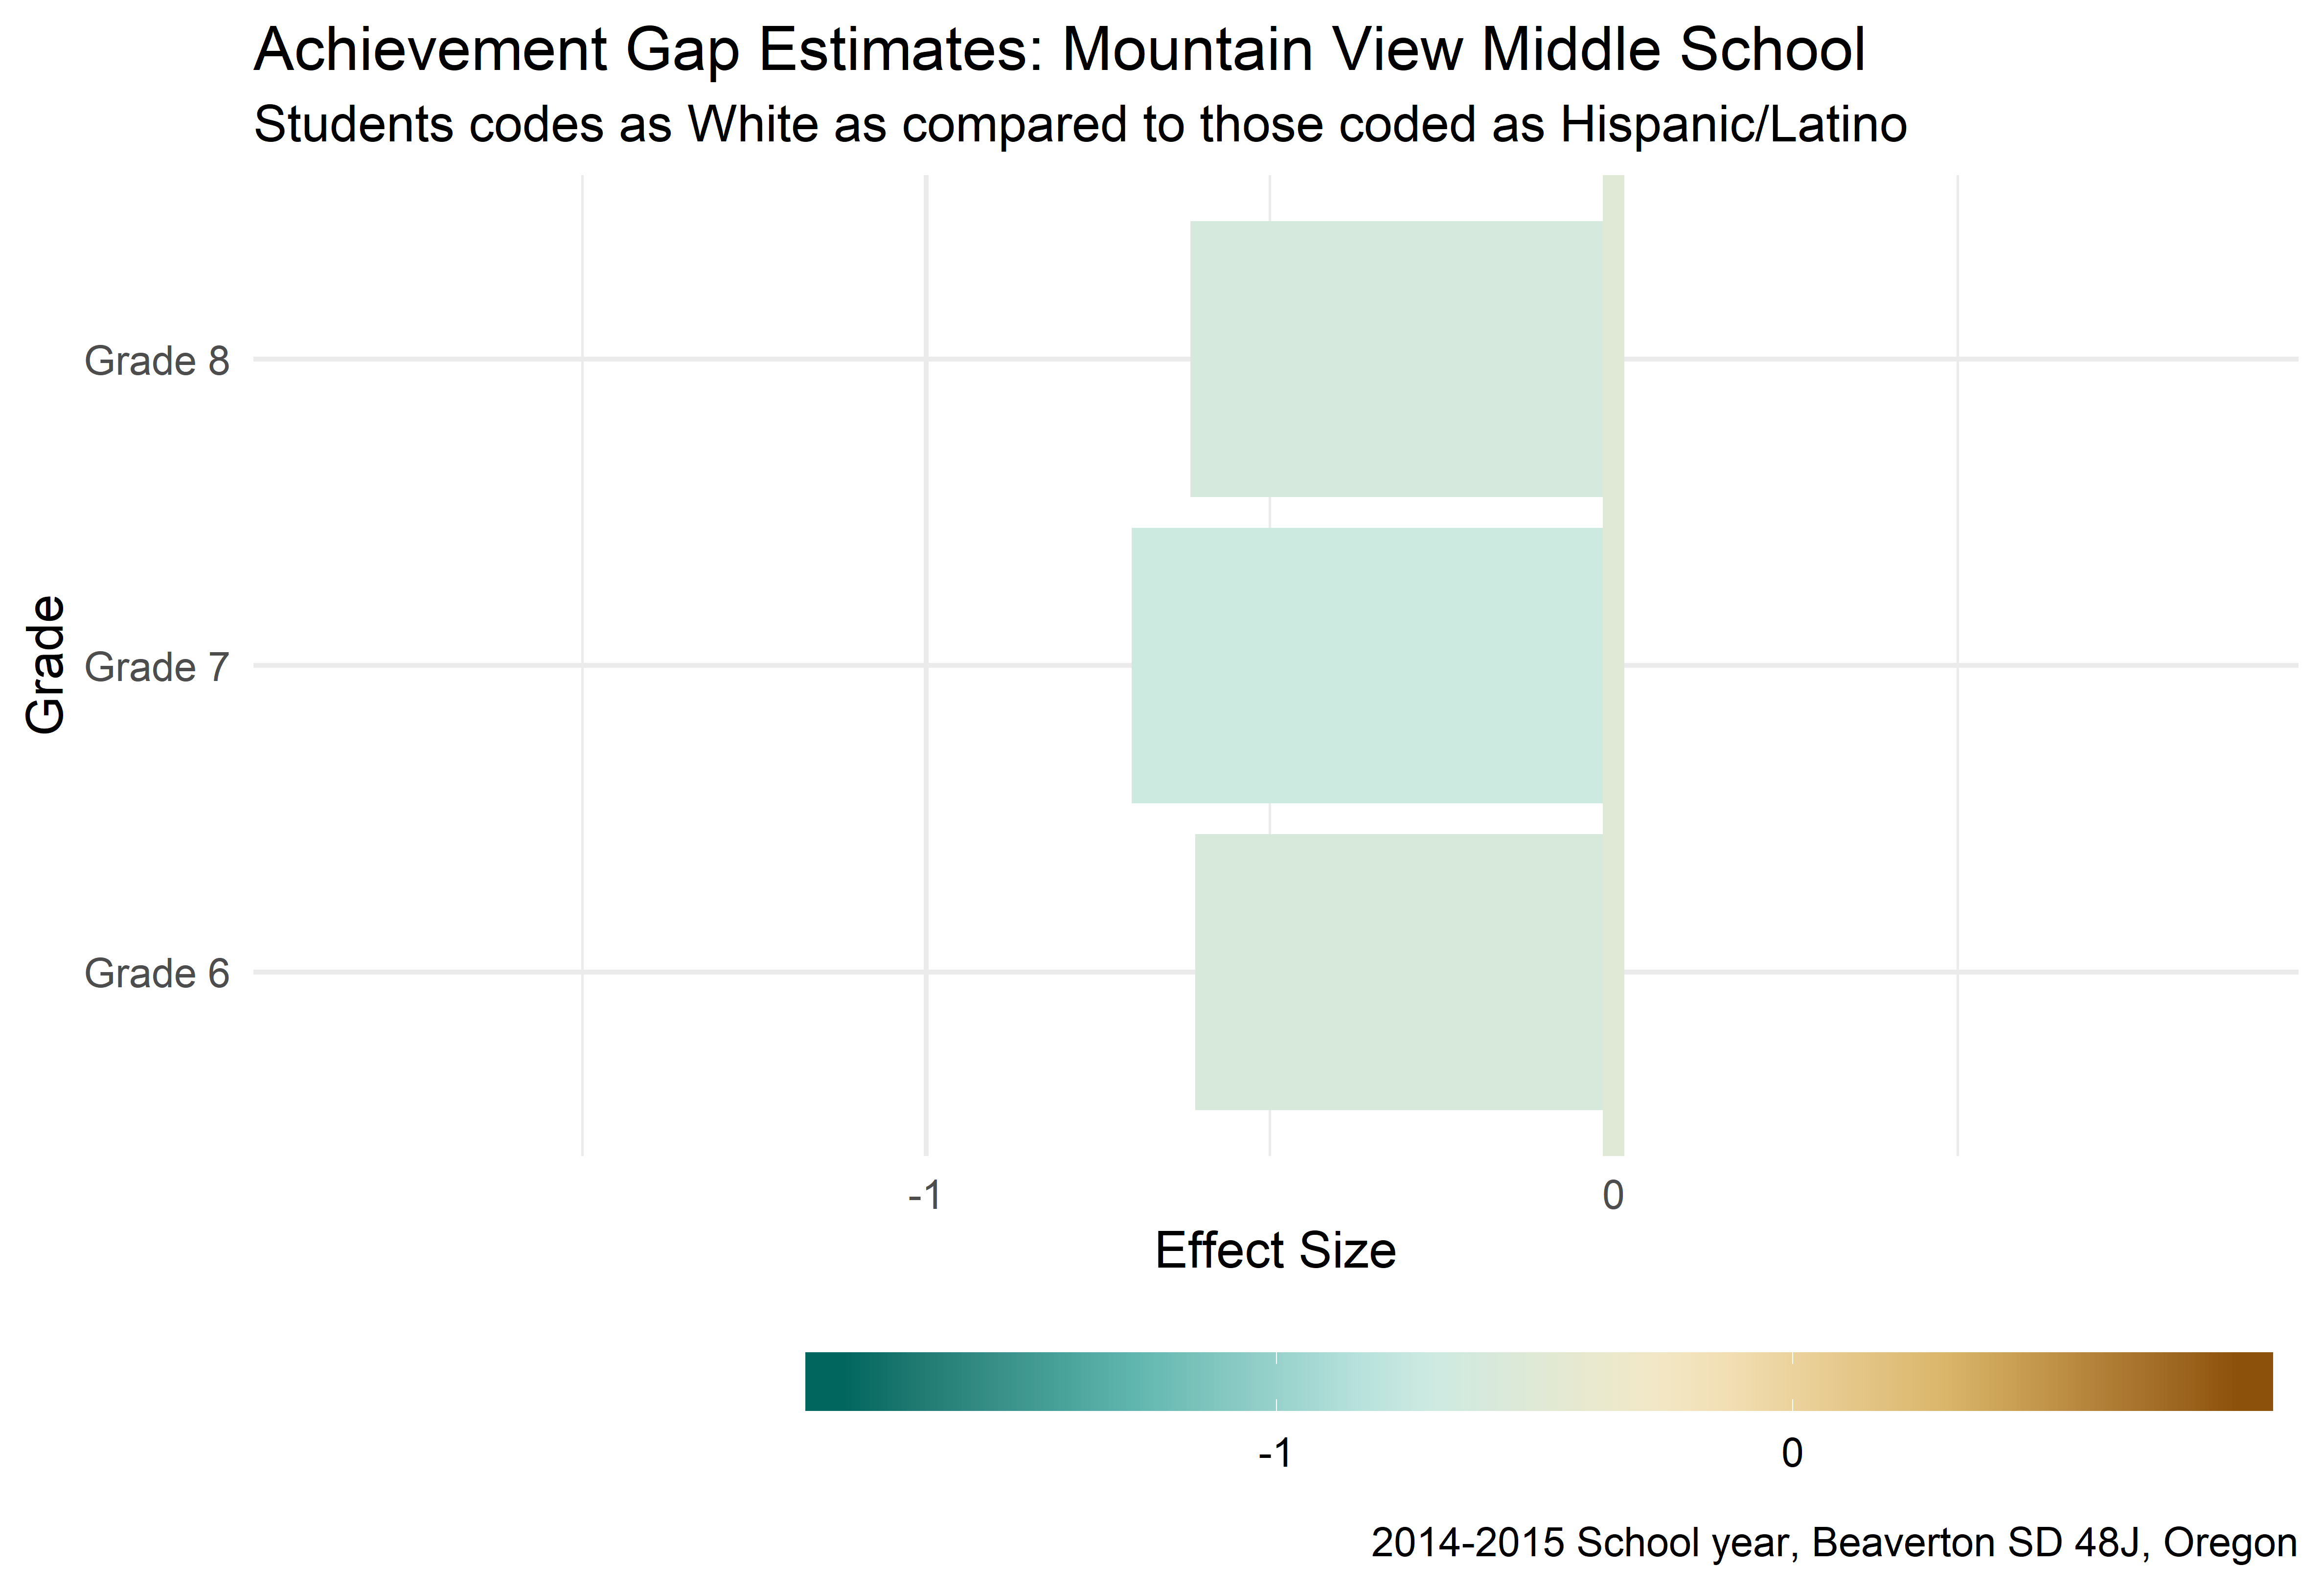 Achievement Gap Estimates: Mountain View Middle School
Students codes as White as compared to those coded as Hispanic/Latino
Grade
Grade 8
Grade 7
Grade 6
-1
0
Effect Size
-1
0
2014-2015 School year, Beaverton SD 48J, Oregon